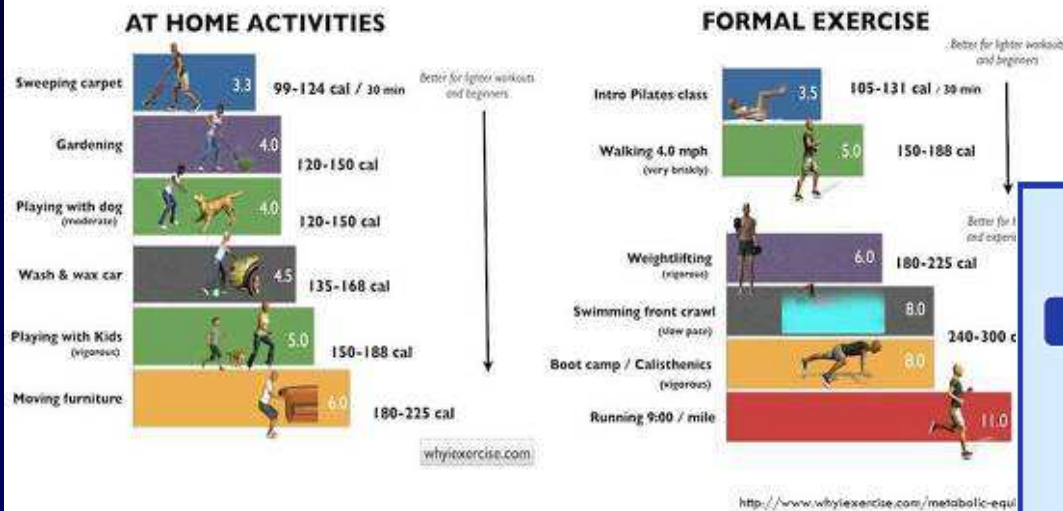 AT HOME ACTIVITIES
Sweeping carpet
3.3
99-124 cal / 30 min
Better for lighter workouts
and beginners
Gardening
4.0
120-150 cal
Playing with dog
(moderate)
4.0
120-150 cal
Wash & wax car
4.5
135-168 cal
Playing with Kids
(vigorous)
5.0
150-188 cal
Moving furniture
6.0
180-225 cal
whyiexercise.com
FORMAL EXERCISE
Better for lighter workouts
and beginners
Intro Pilates class
3.5
105-131 cal / 30 min
Walking 4.0 mph
(very briskly)
5.0
150-188 cal
Better for
and
Weightlifting
(vigorous)
6.0
180-225 cal
Swimming front crawl
(slow pace)
8.0
240-300 c
Boot camp / Calisthenics
(vigorous)
8.0
Running 9:00 / mile
11.0
http://www.whyiexercise.com/metabolic-equi